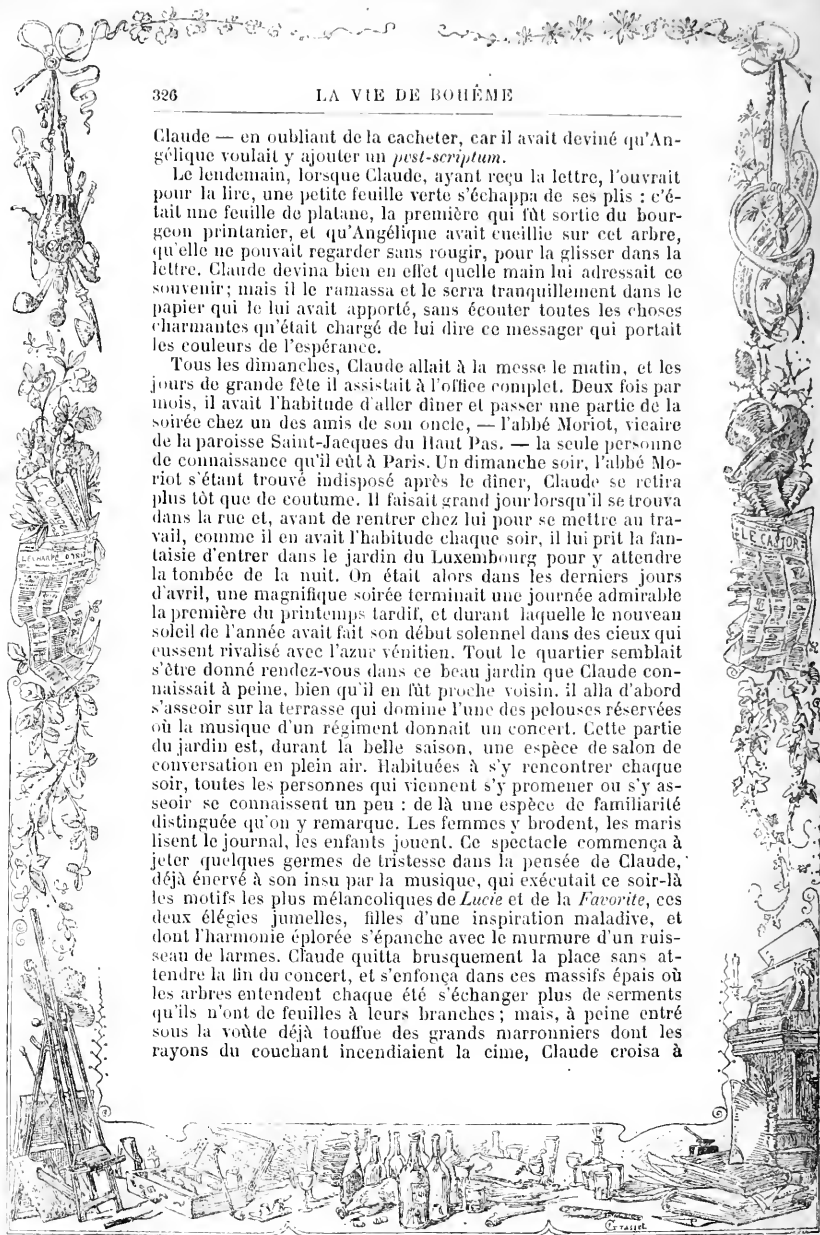 326
LA VIE DE BOHÊME
Claude — en oubliant de la cacheter, car il avait deviné qu'An-
gélique voulait y ajouter un post-scriptum.
Le lendemain, lorsque Claude, ayant reçu la lettre, l'ouvrait
pour la lire, une petite feuille verte s'échappa de ses plis : c'é-
tait une feuille de platane, la première qui fût sortie du bour-
geon printanier, et qu'Angélique avait cueillie sur cet arbre,
qu'elle ne pouvait regarder sans rougir, pour la glisser dans la
lettre. Claude devina bien en effet quelle main lui adressait ce
souvenir; mais il le ramassa et le serra tranquillement dans le
papier qui le lui avait apporté, sans écouter toutes les choses
charmantes qu'était chargé de lui dire ce messager qui portait
les couleurs de l'espérance.
Tous les dimanches, Claude allait à la messe le matin, et les
jours de grande fête il assistait à l'office complet. Deux fois par
mois, il avait l'habitude d'aller dîner et passer une partie de la
soirée chez un des amis de son oncle, — l'abbé Moriot, vicaire
de la paroisse Saint-Jacques du Haut Pas. — la seule personne
de connaissance qu'il eût à Paris. Un dimanche soir, l'abbé Mo-
riot s'étant trouvé indisposé après le dîner, Claude se retira
plus tôt que de coutume. Il faisait grand jour lorsqu'il se trouva
dans la rue et, avant de rentrer chez lui pour se mettre au tra-
vail, comme il en avait l'habitude chaque soir, il lui prit la fan-
taisie d'entrer dans le jardin du Luxembourg pour y attendre
la tombée de la nuit. On était alors dans les derniers jours
d'avril, une magnifique soirée terminait une journée admirable
la première du printemps tardif, et durant laquelle le nouveau
soleil de l'année avait fait son début solennel dans des cieux qui
eussent rivalisé avec l'azur vénitien. Tout le quartier semblait
s'être donné rendez-vous dans ce beau jardin que Claude con-
naissait à peine, bien qu'il en fût proche voisin. il alla d'abord
s'asseoir sur la terrasse qui domine l'une des pelouses réservées
où la musique d'un régiment donnait un concert. Cette partie
du jardin est, durant la belle saison, une espèce de salon de
conversation en plein air. Habituées à s'y rencontrer chaque
soir, toutes les personnes qui viennent s'y promener ou s'y as-
seoir se connaissent un peu : de là une espèce de familiarité
distinguée qu'on y remarque. Les femmes y brodent, les maris
lisent le journal, les enfants jouent. Ce spectacle commença à
jeter quelques germes de tristesse dans la pensée de Claude,
déjà énervé à son insu par la musique, qui exécutait ce soir-là
les motifs les plus mélancoliques de Lucie et de la Favorite, ces
deux élégies jumelles, filles d'une inspiration maladive, et
dont l'harmonie éplorée s'épanche avec le murmure d'un ruis-
seau de larmes. Claude quitta brusquement la place sans at-
tendre la fin du concert, et s'enfonça dans ces massifs épais où
les arbres entendent chaque été s'échanger plus de serments
qu'ils n'ont de feuilles à leurs branches; mais, à peine entré
sous la voûte déjà touffue des grands marronniers dont les
rayons du couchant incendiaient la cime, Claude croisa à
LE CASTOR
Grasset